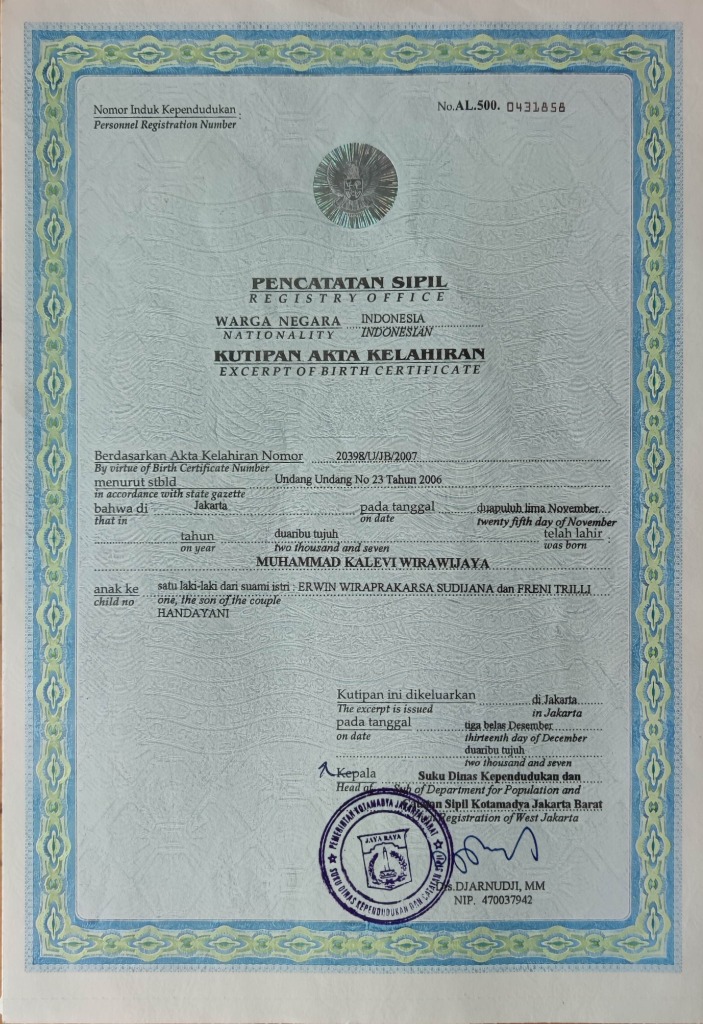 Nomor Induk Kependudukan :
Personnel Registration Number
No.AL.500. 0431858
PENCATATAN SIPIL
REGISTRY OFFICE
WARGA NEGARA INDONESIA
NATIONALITY INDONESIAN
KUTIPAN AKTA KELAHIRAN
EXCERPT OF BIRTH CERTIFICATE
Berdasarkan Akta Kelahiran Nomor 20398/U/JB/2007
By virtue of Birth Certificate Number
menurut stbld Undang Undang No 23 Tahun 2006
in accordance with state gazette
bahwa di Jakarta pada tanggal duapuluh lima November
that in on date twenty fifth day of November
tahun duaribu tujuh telah lahir
on year two thousand and seven was born
MUHAMMAD KALEVI WIRAWIJAYA
anak ke satu laki-laki dari suami istri : ERWIN WIRAPRAKARSA SUDIJANA dan FRENI TRILLI
child no one, the son of the couple
HANDAYANI
Kutipan ini dikeluarkan di Jakarta
The excerpt is issued in Jakarta
pada tanggal tiga belas Desember
on date thirteenth day of December
duaribu tujuh
two thousand and seven
Kepala Suku Dinas Kependudukan dan
Head of Sub of Department for Population and
Catatan Sipil Kotamadya Jakarta Barat
Registration of West Jakarta
PEMERINTAH KOTAMADYA JAKARTA BARAT
JAYA RAYA
SUKU DINAS KEPENDUDUKAN DAN CATATAN SIPIL
Drs.DJARNUDJI, MM
NIP. 470037942